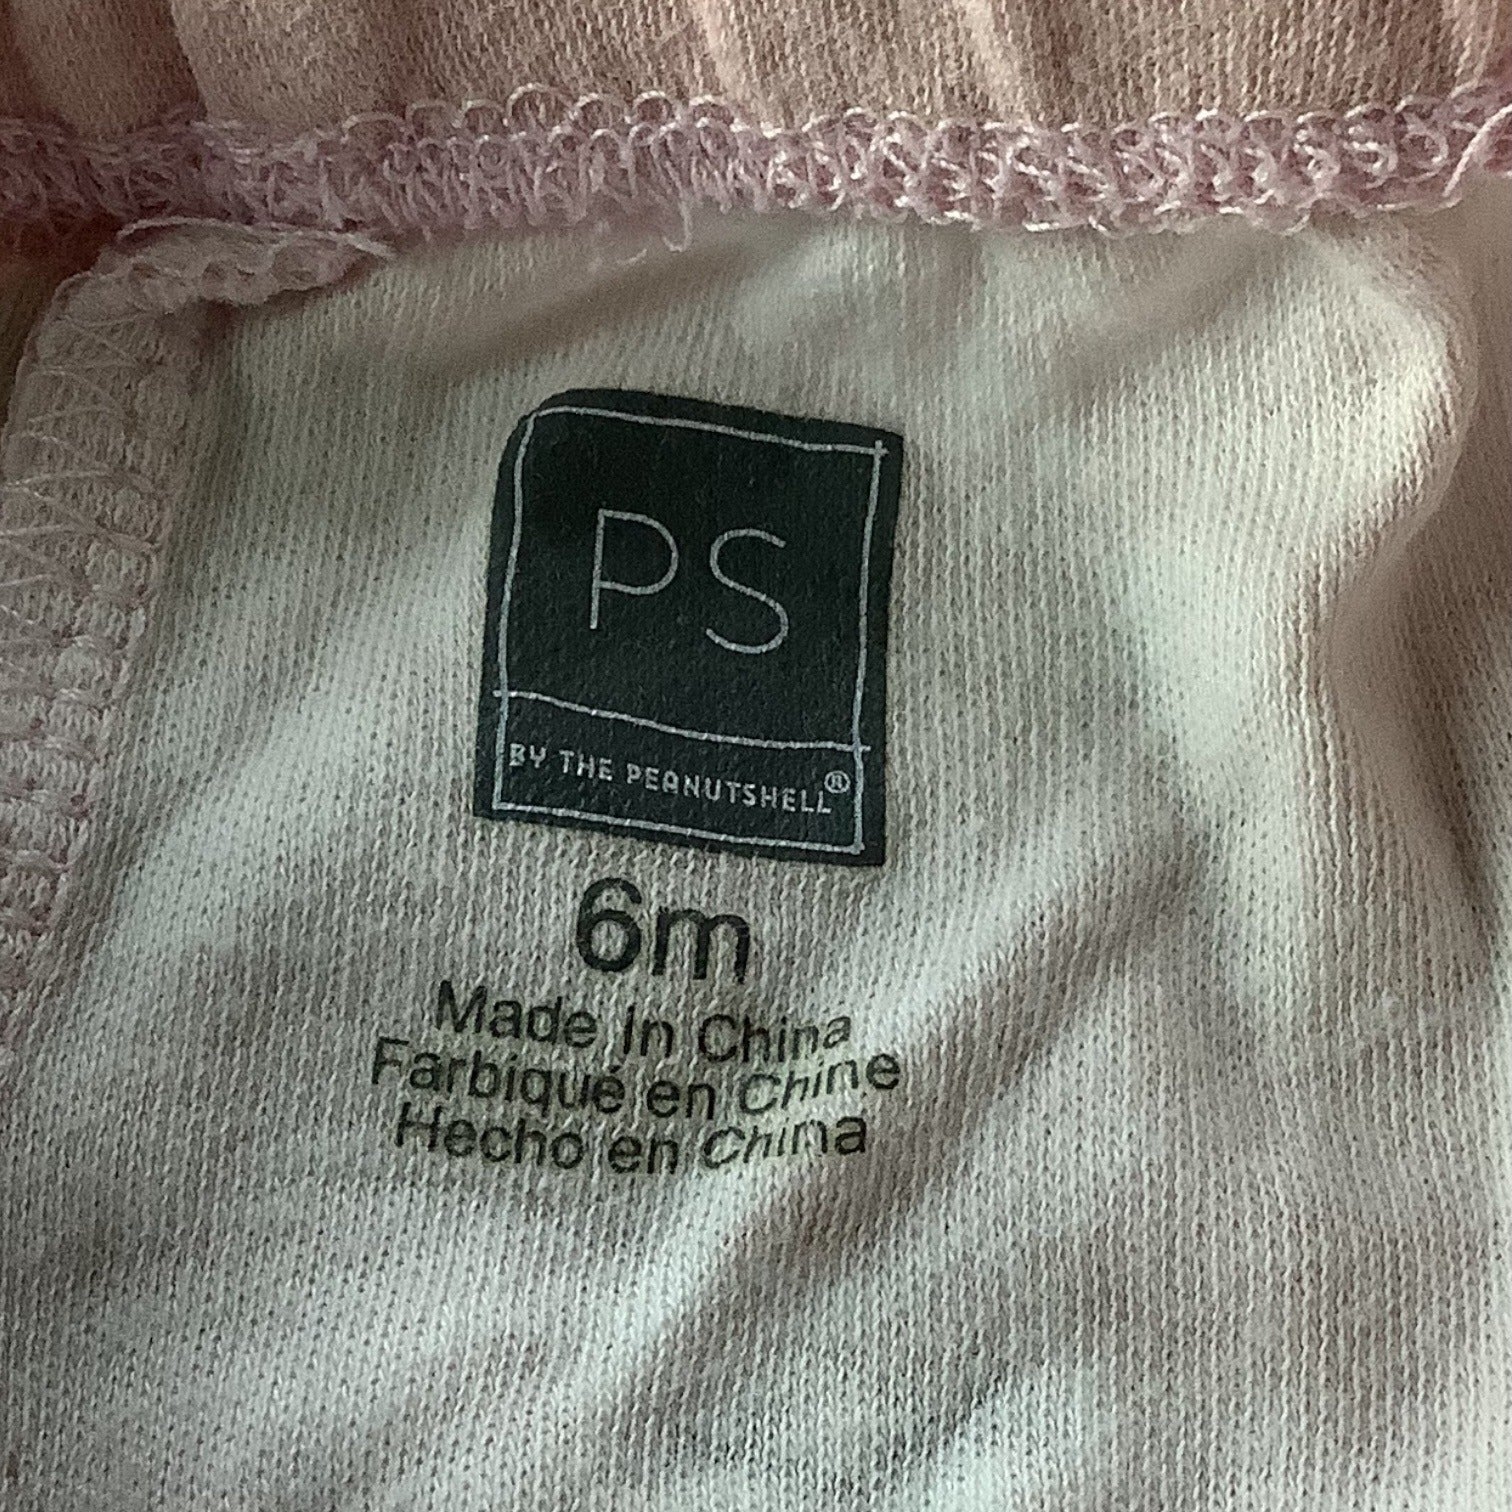 PS
BY THE PEANUTSHELL®
6m
Made In China
Farbiqué en Chine
Hecho en China